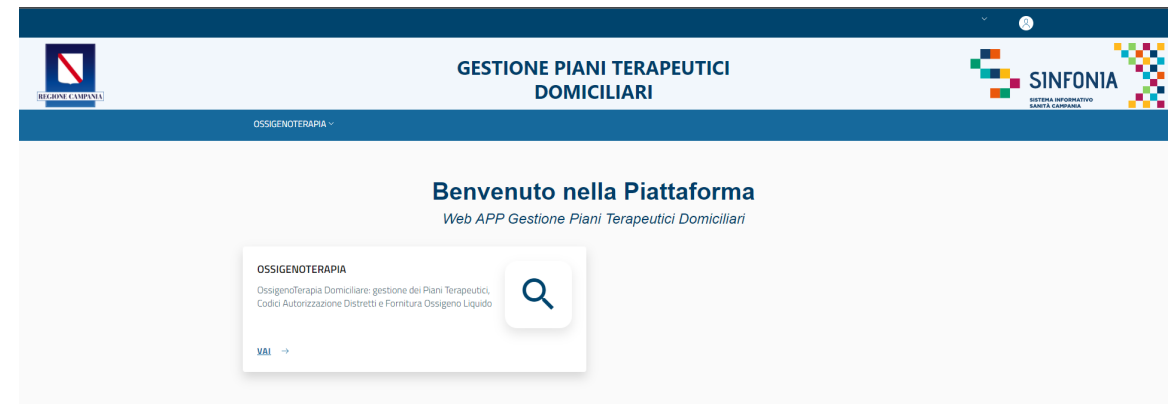 REGIONE CAMPANIA
GESTIONE PIANI TERAPEUTICI
DOMICILIARI
SINFONIA
SISTEMA INFORMATIVO
SANITÀ CAMPANIA
OSSIGENOTERAPIA
Benvenuto nella Piattaforma
Web APP Gestione Piani Terapeutici Domiciliari
OSSIGENOTERAPIA
OssigenoTerapia Domiciliare: gestione dei Piani Terapeutici,
Codici Autorizzazione Distretti e Fornitura Ossigeno Liquido
VAI →